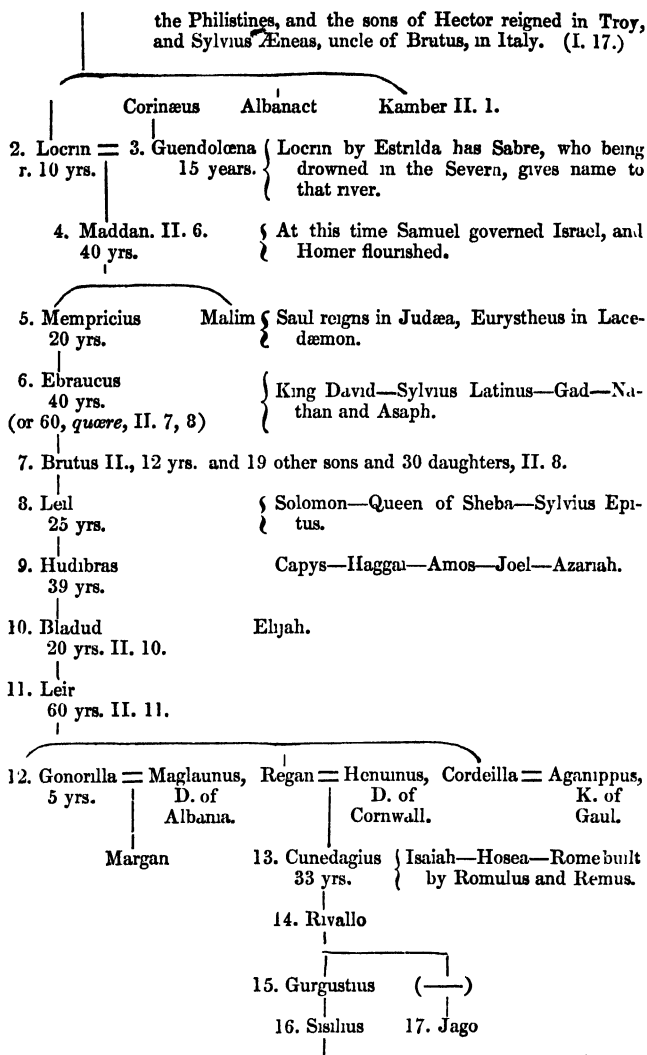 the Philistines, and the sons of Hector reigned in Troy,
and Sylvius Æneas, uncle of Brutus, in Italy. (I. 17.)
Corinæus Albanact Kamber II. 1.
2. Locrin = 3. Guendolœna { Locrin by Estrilda has Sabre, who being
r. 10 yrs. 15 years. drowned in the Severn, gives name to
that river.
4. Maddan. II. 6. { At this time Samuel governed Israel, and
40 yrs. Homer flourished.
5. Mempricius Malim { Saul reigns in Judæa, Eurystheus in Lace-
20 yrs. dæmon.
6. Ebraucus { King David—Sylvius Latinus—Gad—Na-
40 yrs. than and Asaph.
(or 60, quære, II. 7, 8)
7. Brutus II., 12 yrs. and 19 other sons and 30 daughters, II. 8.
8. Leil { Solomon—Queen of Sheba—Sylvius Epi-
25 yrs. tus.
9. Hudibras Capys—Haggai—Amos—Joel—Azariah.
39 yrs.
10. Bladud Elijah.
20 yrs. II. 10.
11. Leir
60 yrs. II. 11.
12. Gonorilla = Maglaunus, Regan = Henuinus, Cordeilla = Aganippus,
5 yrs. D. of D. of K. of
Albania. Cornwall. Gaul.
Margan 13. Cunedagius { Isaiah—Hosea—Rome built
33 yrs. by Romulus and Remus.
14. Rivallo
15. Gurgustius (——)
16. Sisilius 17. Jago